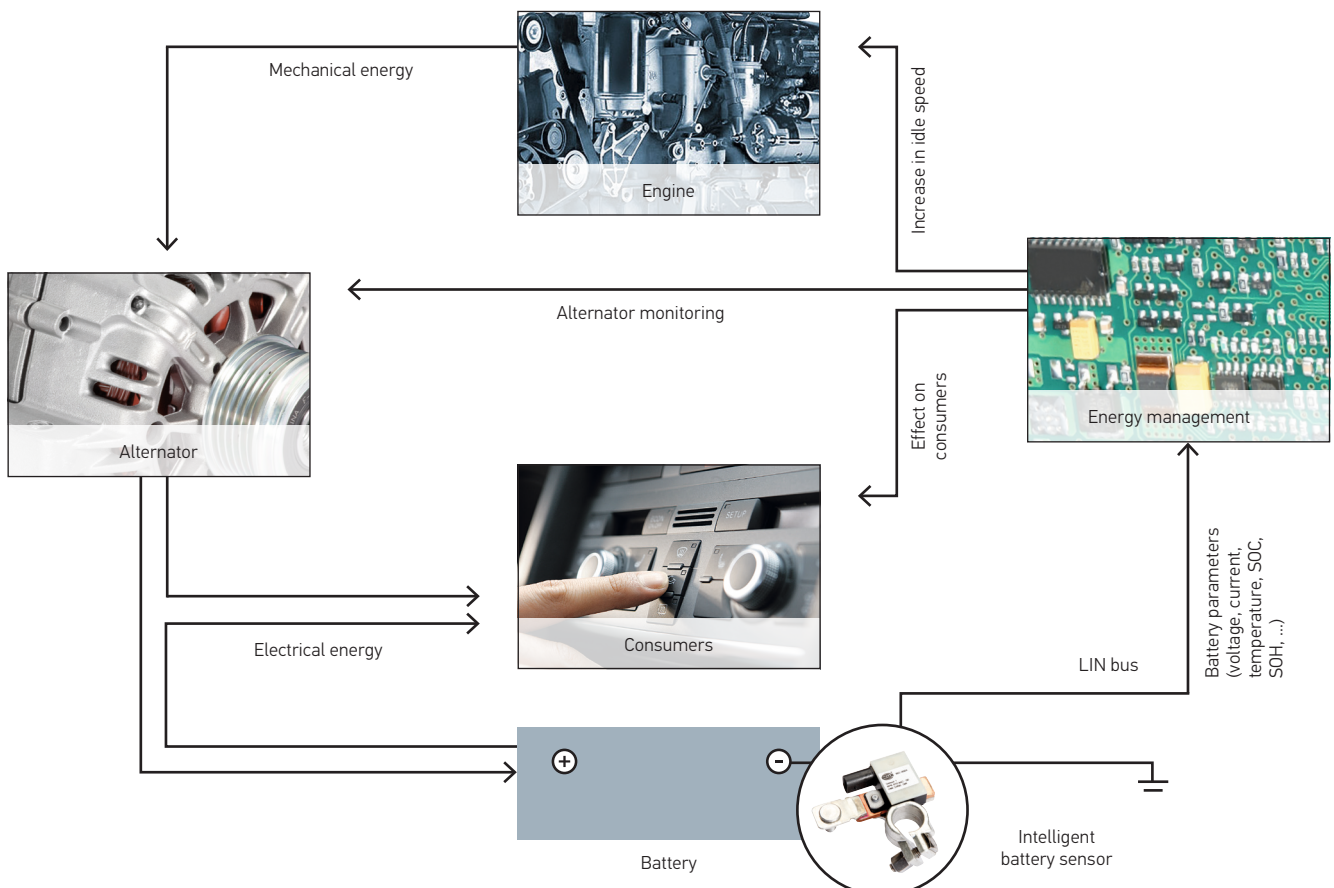 Mechanical energy
Engine
Increase in idle speed
Alternator monitoring
Alternator
Effect on
consumers
Energy management
SETUP
Consumers
Electrical energy
Battery parameters
(voltage, current,
temperature, SOC,
SOH, ...)
LIN bus
+
-
Battery
Intelligent
battery sensor